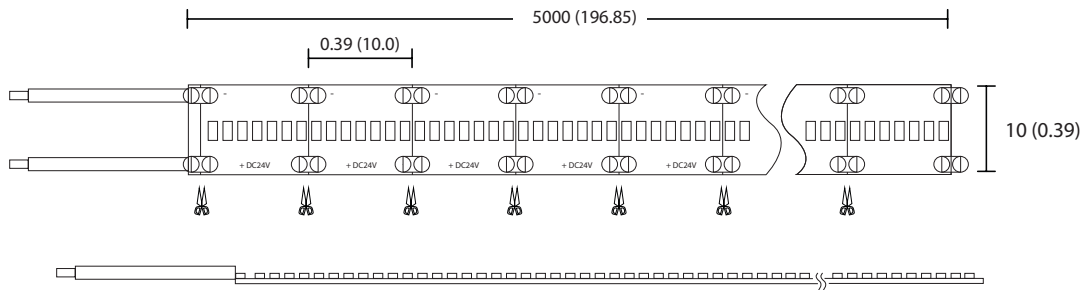 5000 (196.85)
0.39 (10.0)
- - - - - -
10 (0.39)
+ DC24V + DC24V + DC24V + DC24V + DC24V